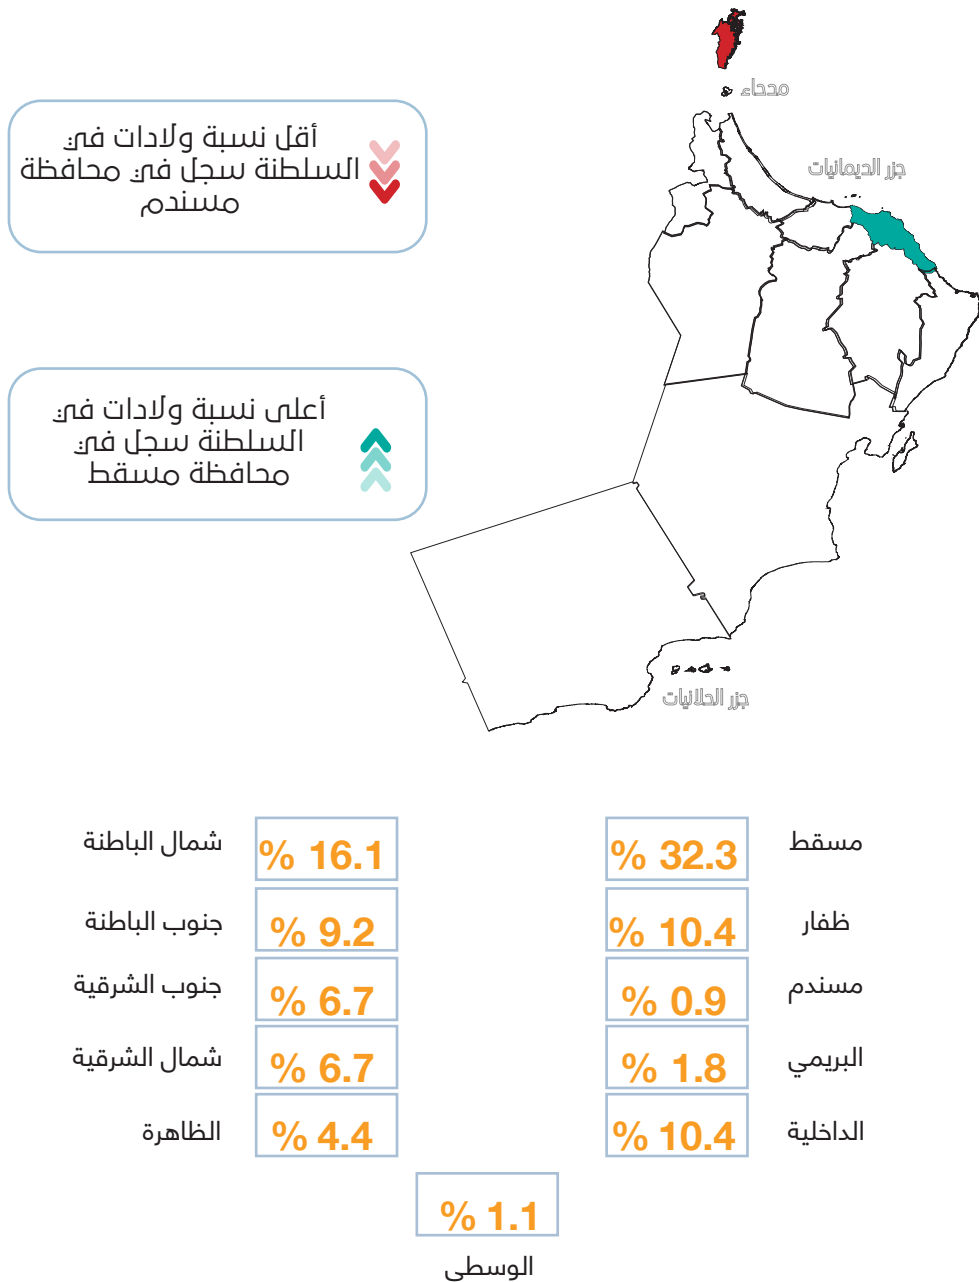 مدحاء
أقل نسبة ولادات في
السلطنة سجل في محافظة
مسندم
جزر الديمانيات
أعلى نسبة ولادات في
السلطنة سجل في
محافظة مسقط
جزر الحلانيات
مسقط
% 32.3
شمال الباطنة
% 16.1
ظفار
% 10.4
جنوب الباطنة
% 9.2
مسندم
% 0.9
جنوب الشرقية
% 6.7
البريمي
% 1.8
شمال الشرقية
% 6.7
الداخلية
% 10.4
الظاهرة
% 4.4
% 1.1
الوسطى